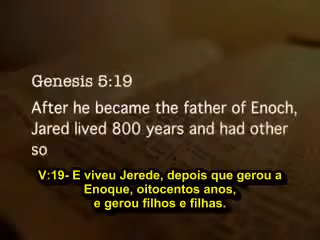 Genesis 5:19
After he became the father of Enoch,
Jared lived 800 years and had other
so
V:19- E viveu Jerede, depois que gerou a
Enoque, oitocentos anos,
e gerou filhos e filhas.